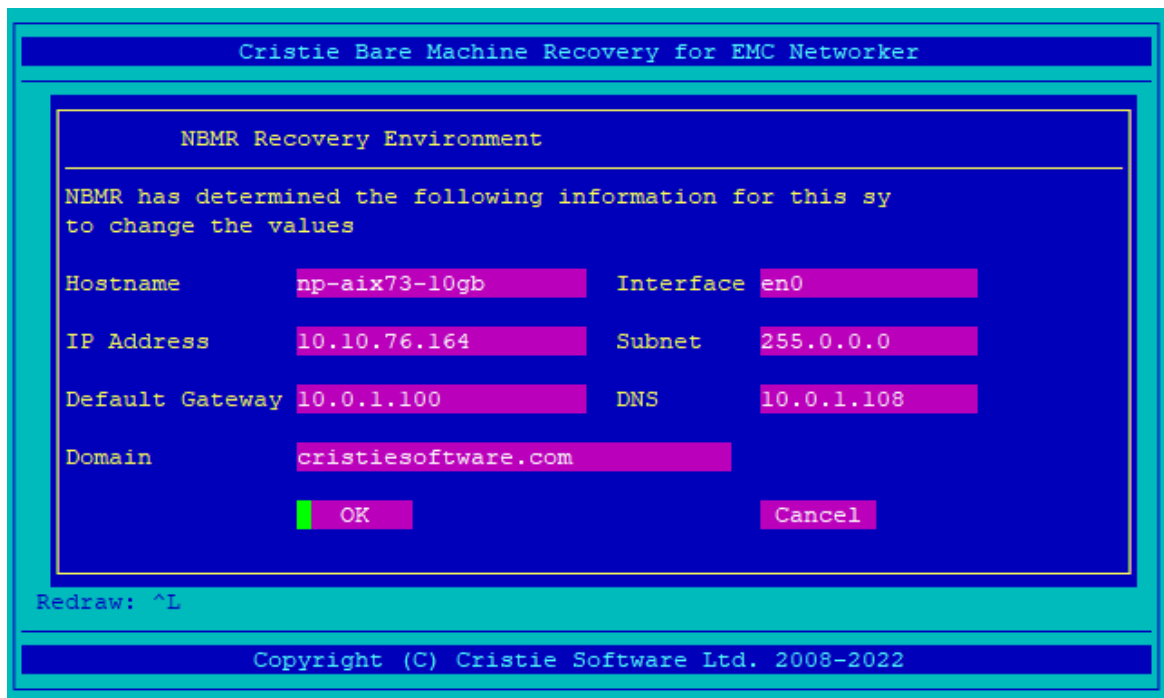 Cristie Bare Machine Recovery for EMC Networker
NBMR Recovery Environment
NBMR has determined the following information for this sy
to change the values
Hostname np-aix73-10gb Interface en0
IP Address 10.10.76.164 Subnet 255.0.0.0
Default Gateway 10.0.1.100 DNS 10.0.1.108
Domain cristiesoftware.com
OK Cancel
Redraw: ^L
Copyright (C) Cristie Software Ltd. 2008-2022